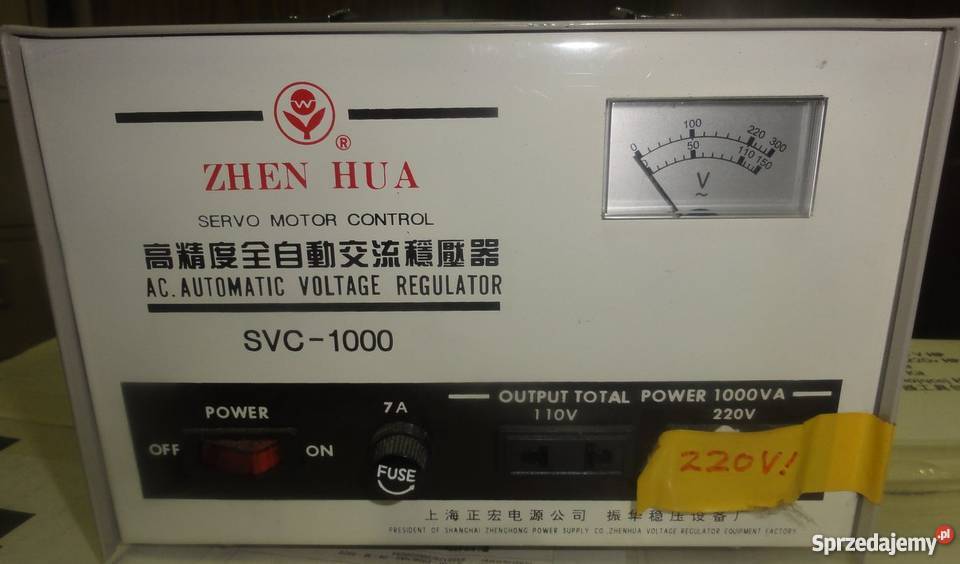 W
®
ZHEN HUA
SERVO MOTOR CONTROL
高精度全自動交流穩壓器
AC. AUTOMATIC VOLTAGE REGULATOR
SVC-1000
0 100 220 300
0 50 110 150
V
~
POWER
OFF ON
7A
FUSE
OUTPUT TOTAL POWER 1000VA
110V 220V
220V!
上海正宏电源公司 振华稳压设备厂
PRESIDENT OF SHANGHAI ZHENGHONG POWER SUPPLY CO.,ZHENHUA VOLTAGE REGULATOR EQUIPMENT FACTORY
Sprzedajemy.pl